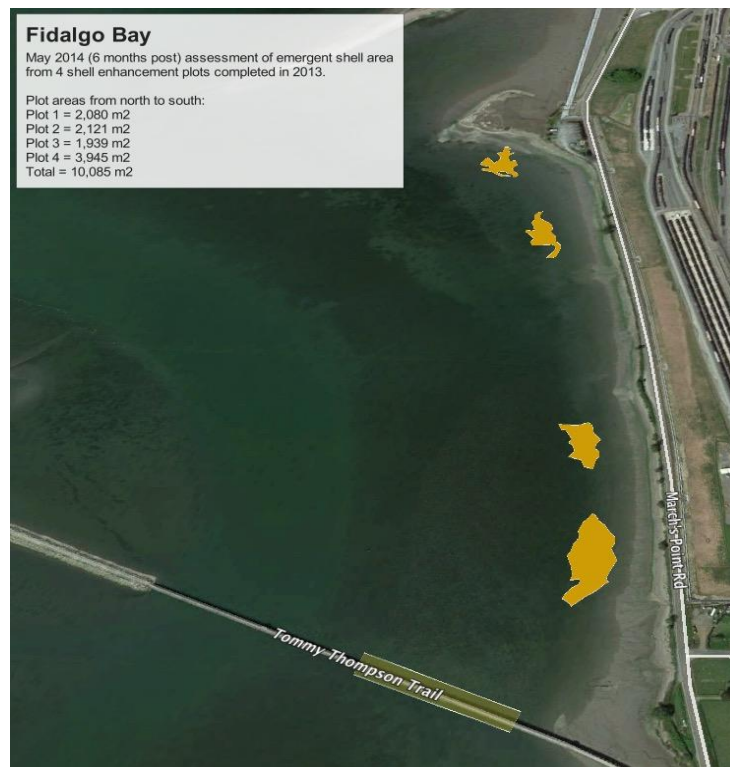 Fidalgo Bay
May 2014 (6 months post) assessment of emergent shell area
from 4 shell enhancement plots completed in 2013.
Plot areas from north to south:
Plot 1 = 2,080 m2
Plot 2 = 2,121 m2
Plot 3 = 1,939 m2
Plot 4 = 3,945 m2
Total = 10,085 m2
March's Point Rd
Tommy Thompson Trail